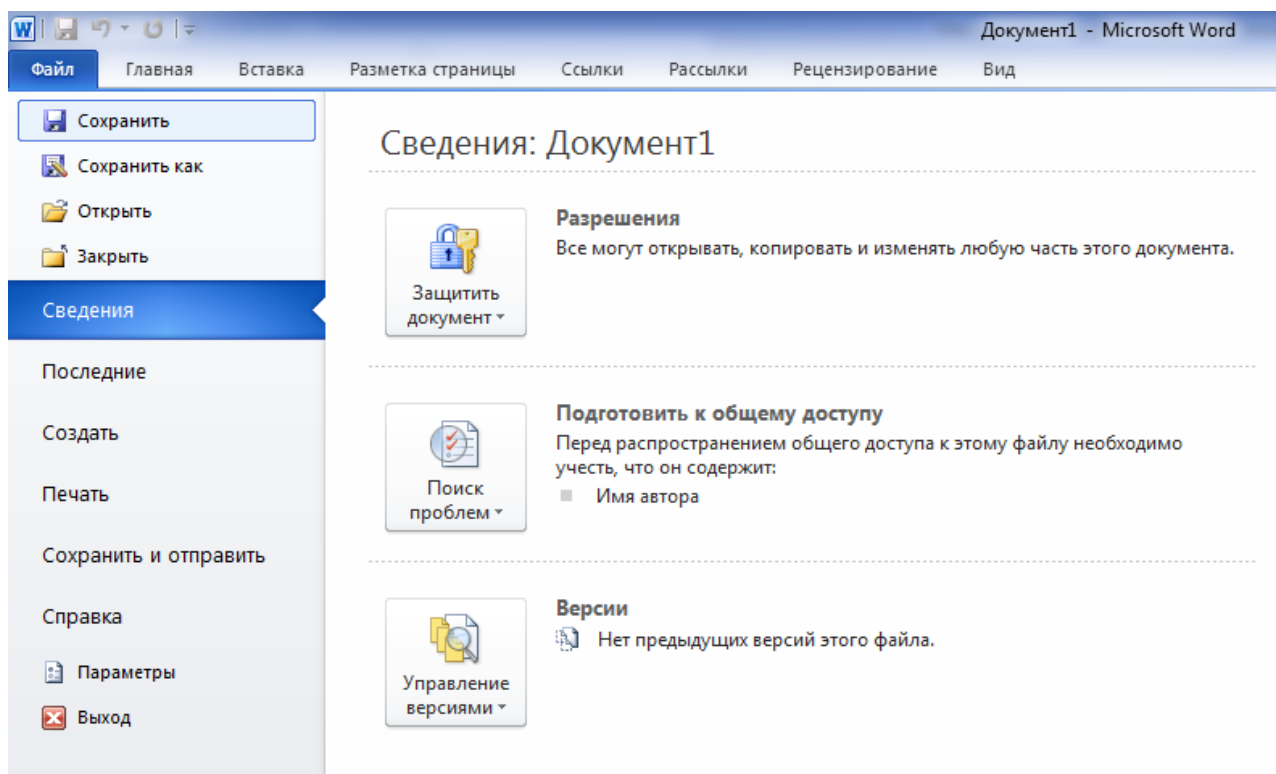 Документ1 - Microsoft Word
Файл Главная Вставка Разметка страницы Ссылки Рассылки Рецензирование Вид
Сохранить
Сохранить как
Открыть
Закрыть
Сведения
Последние
Создать
Печать
Сохранить и отправить
Справка
Параметры
Выход
Сведения: Документ1
Защитить
документ
Разрешения
Все могут открывать, копировать и изменять любую часть этого документа.
Поиск
проблем
Подготовить к общему доступу
Перед распространением общего доступа к этому файлу необходимо
учесть, что он содержит:
Имя автора
Управление
версиями
Версии
Нет предыдущих версий этого файла.